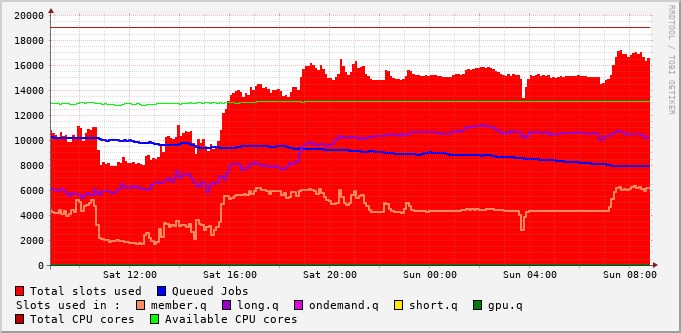 20000
18000
16000
14000
12000
10000
8000
6000
4000
2000
0
Sat 12:00 Sat 16:00 Sat 20:00 Sun 00:00 Sun 04:00 Sun 08:00
Total slots used Queued Jobs
Slots used in : member.q long.q ondemand.q short.q gpu.q
Total CPU cores Available CPU cores
RRDTOOL / TOBI OETIKER